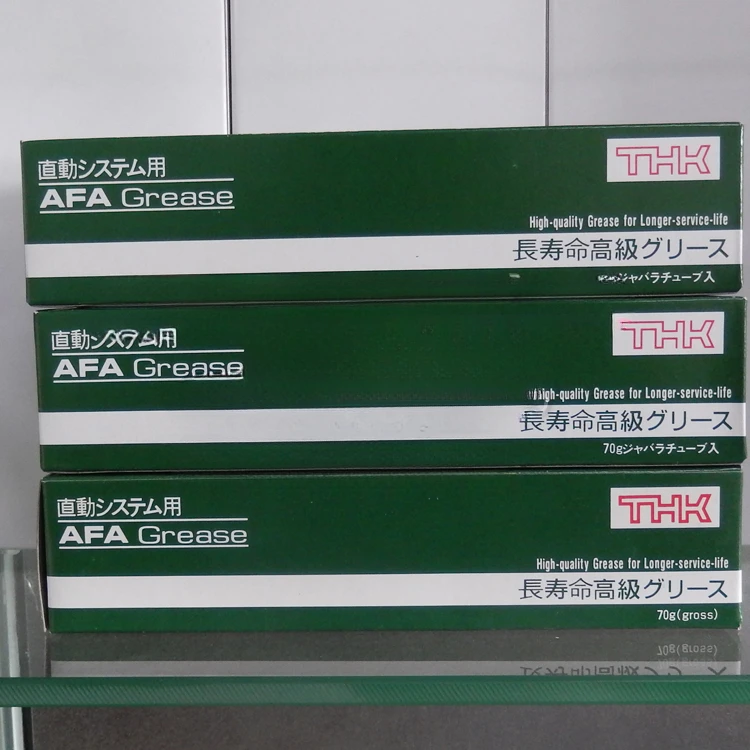 直動システム用
AFA Grease
THK
High-quality Grease for Longer-service-life
長寿命高級グリース
ジャバラチューブ入
直動システム用
AFA Grease
THK
High-quality Grease for Longer-service-life
長寿命高級グリース
70gジャバラチューブ入
直動システム用
AFA Grease
THK
High-quality Grease for Longer-service-life
長寿命高級グリース
70g(gross)